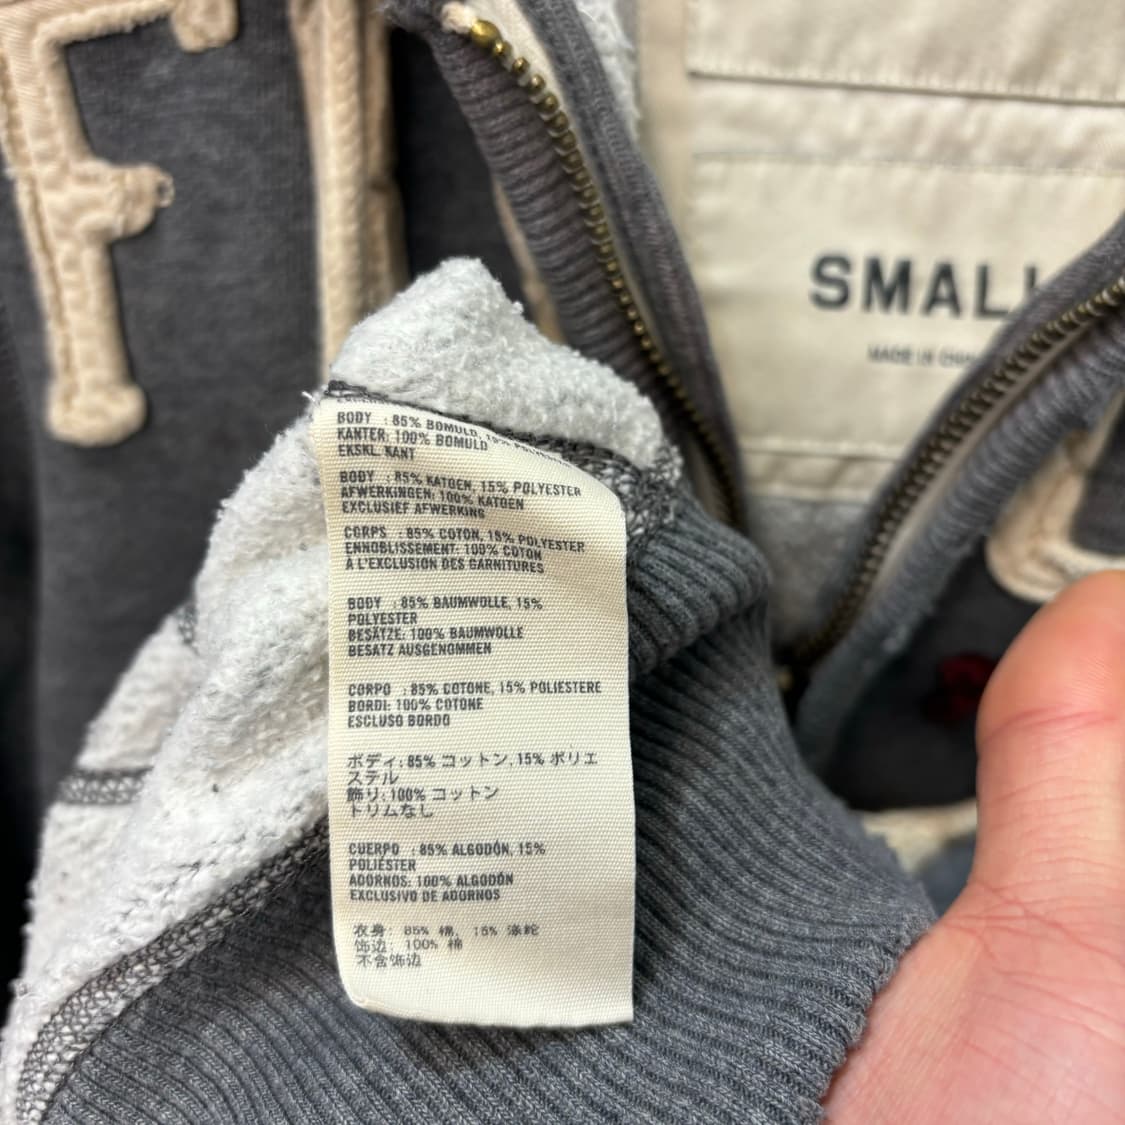 F
SMALL
MADE IN CHINA
BODY : 85% BOMULD, 15% POLYESTER
KANTER: 100% BOMULD
EKSKL. KANT
BODY : 85% KATOEN, 15% POLYESTER
AFWERKINGEN: 100% KATOEN
EXCLUSIEF AFWERKING
CORPS : 85% COTON, 15% POLYESTER
ENNOBLISSEMENT: 100% COTON
À L'EXCLUSION DES GARNITURES
BODY : 85% BAUMWOLLE, 15%
POLYESTER
BESÄTZE: 100% BAUMWOLLE
BESATZ AUSGENOMMEN
CORPO : 85% COTONE, 15% POLIESTERE
BORDI: 100% COTONE
ESCLUSO BORDO
ボディ: 85% コットン, 15% ポリエ
ステル
飾り, 100% コットン
トリムなし
CUERPO : 85% ALGODÓN, 15%
POLIÉSTER
ADORNOS: 100% ALGODÓN
EXCLUSIVO DE ADORNOS
衣身: 85% 棉, 15% 涤纶
饰边: 100% 棉
不含饰边